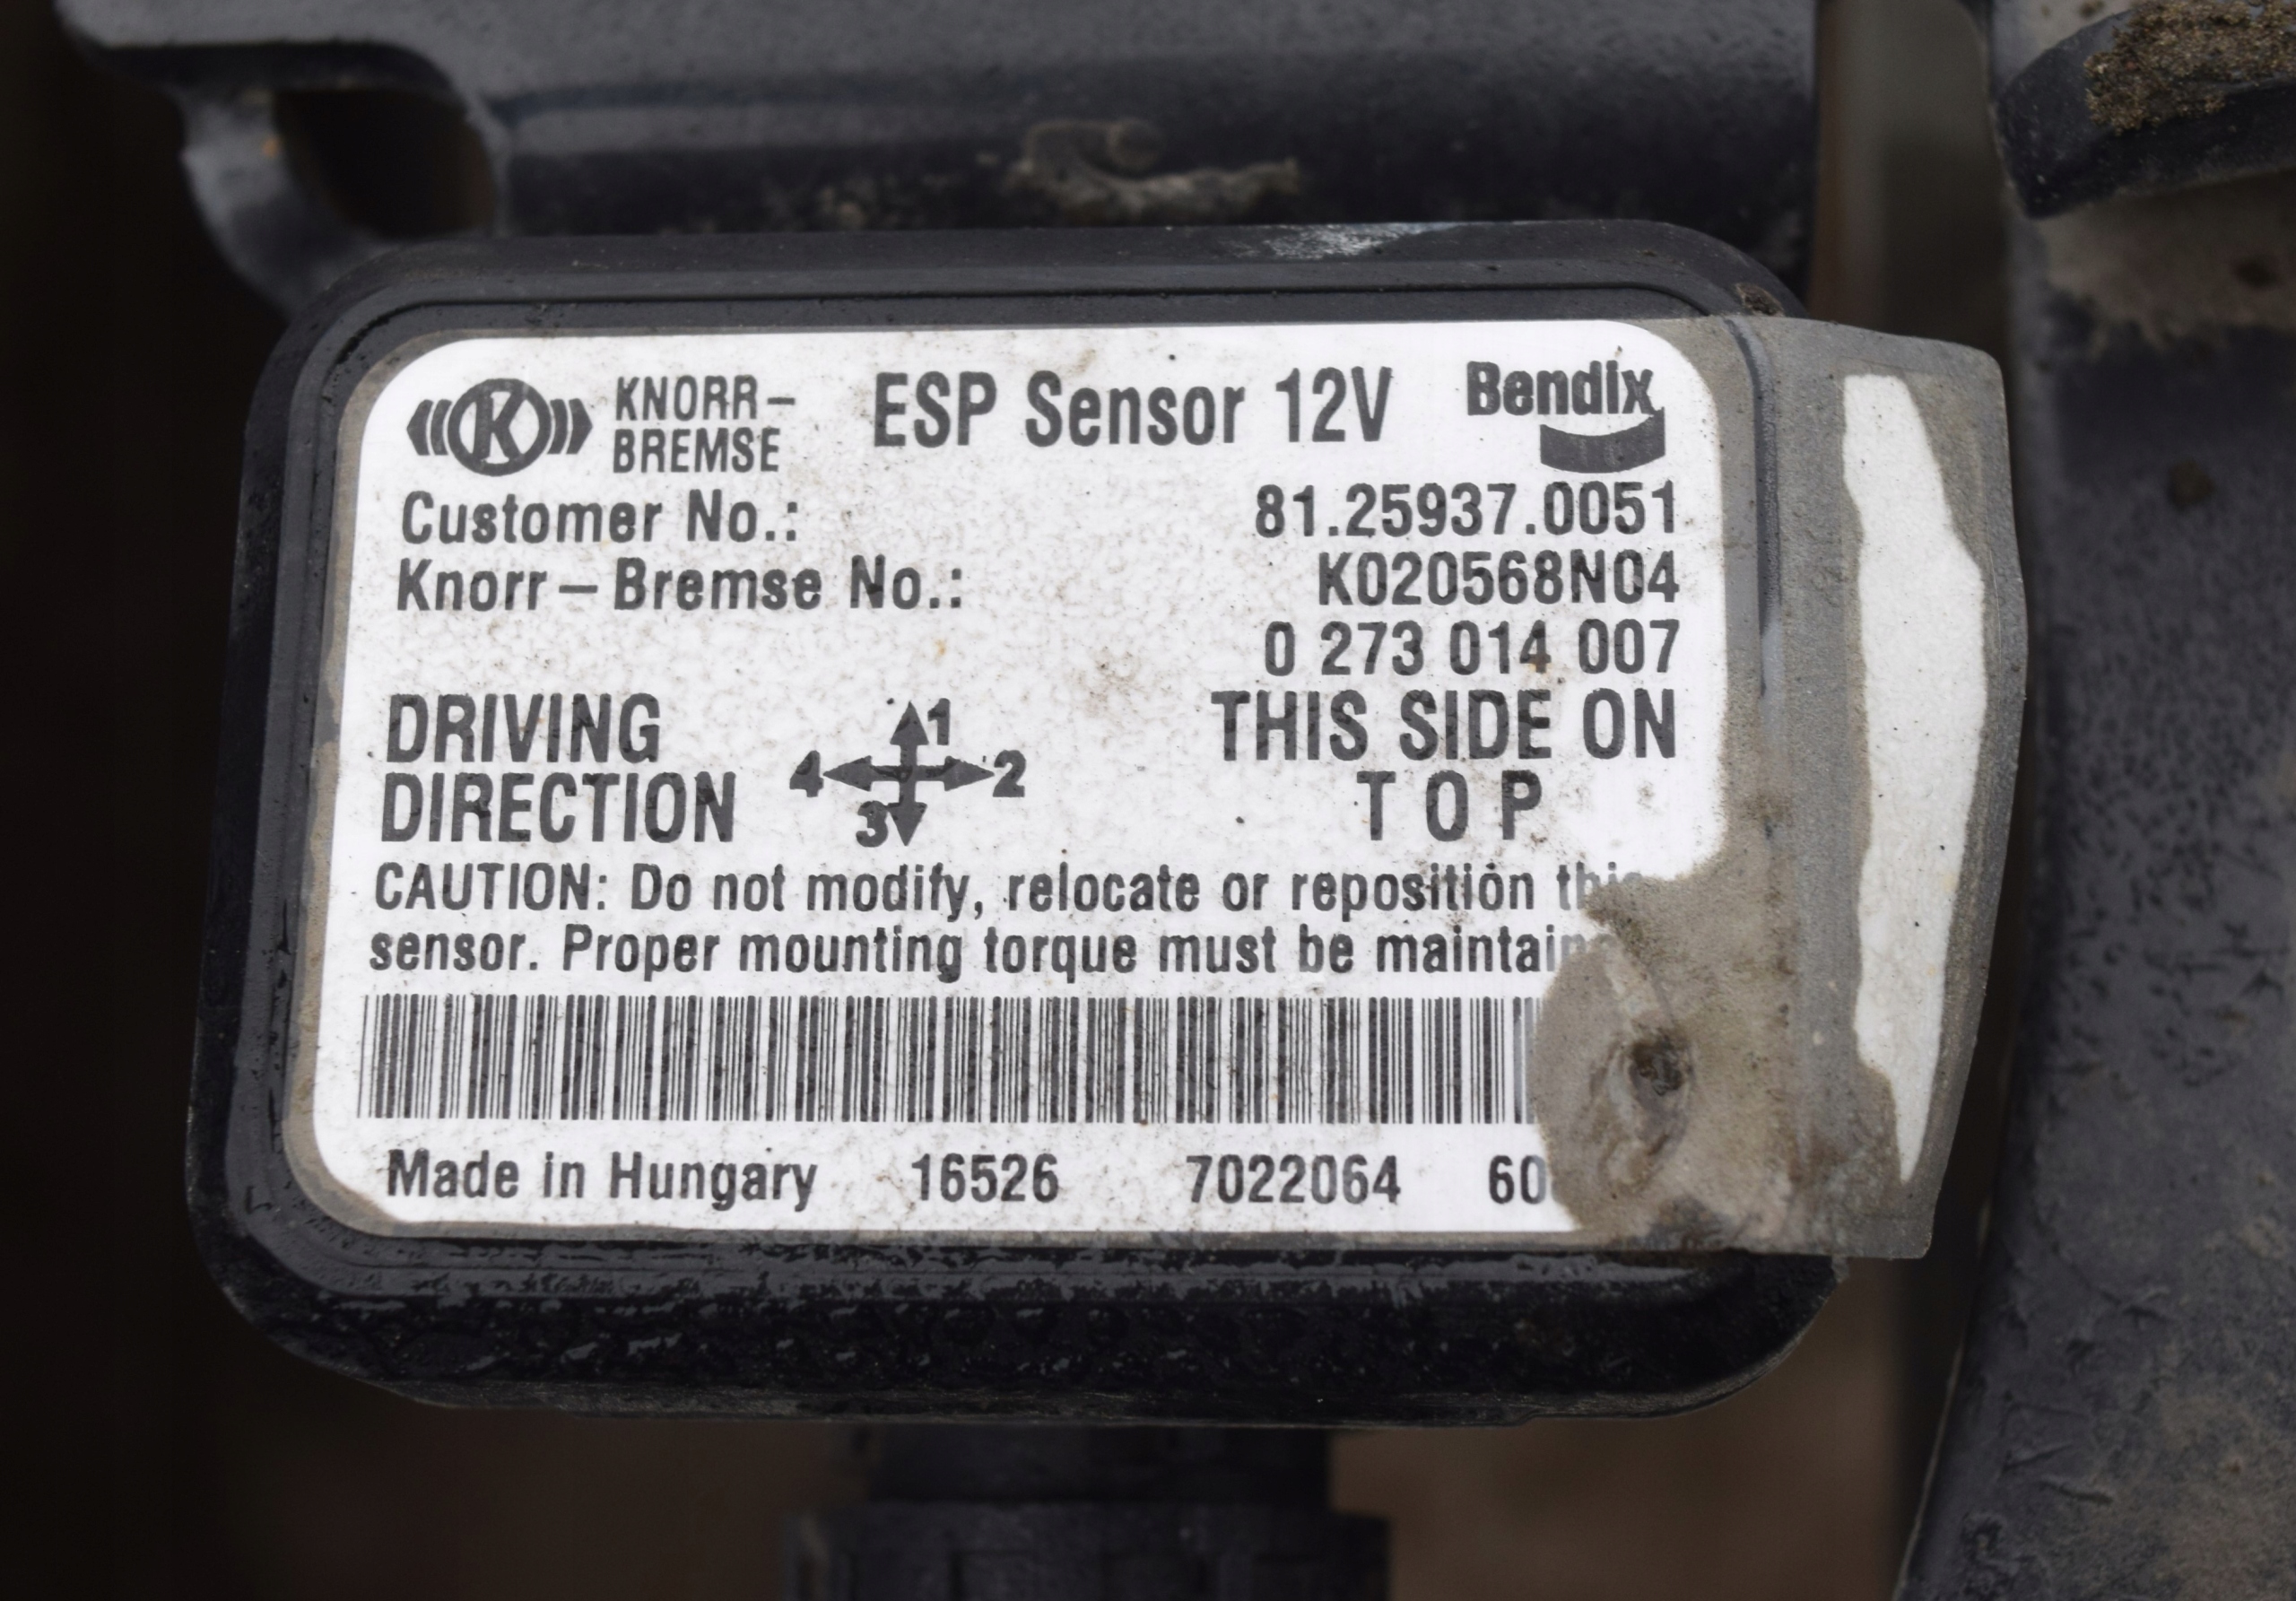 KNORR-
BREMSE
ESP Sensor 12V
Bendix
Customer No.: 81.25937.0051
Knorr-Bremse No.: K020568N04
0 273 014 007
DRIVING
DIRECTION
1
4 2
3
THIS SIDE ON
TOP
CAUTION: Do not modify, relocate or reposition this
sensor. Proper mounting torque must be
Made in Hungary 16526 7022064